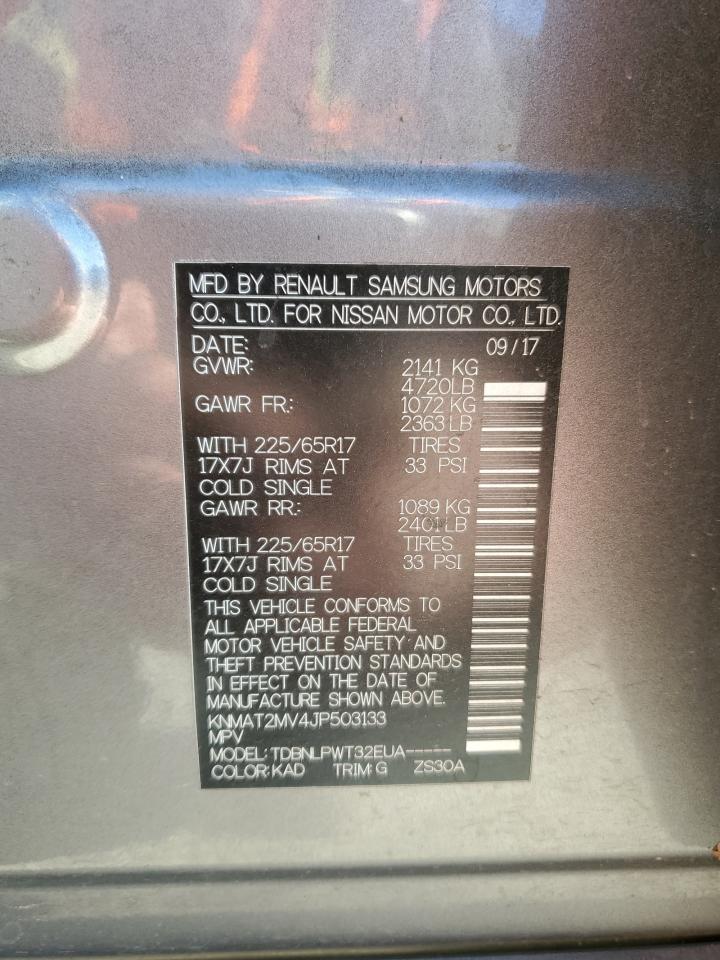 MFD BY RENAULT SAMSUNG MOTORS
CO., LTD. FOR NISSAN MOTOR CO., LTD.
DATE: 09/17
GVWR: 2141 KG
4720LB
GAWR FR.: 1072 KG
2363LB
WITH 225/65R17 TIRES
17X7J RIMS AT 33 PSI
COLD SINGLE
GAWR RR.: 1089 KG
2401LB
WITH 225/65R17 TIRES
17X7J RIMS AT 33 PSI
COLD SINGLE
THIS VEHICLE CONFORMS TO
ALL APPLICABLE FEDERAL
MOTOR VEHICLE SAFETY AND
THEFT PREVENTION STANDARDS
IN EFFECT ON THE DATE OF
MANUFACTURE SHOWN ABOVE.
KNMAT2MV4JP503133
MPV
MODEL: TDBNLPWT32EUA-----
COLOR: KAD TRIM: G ZS30A